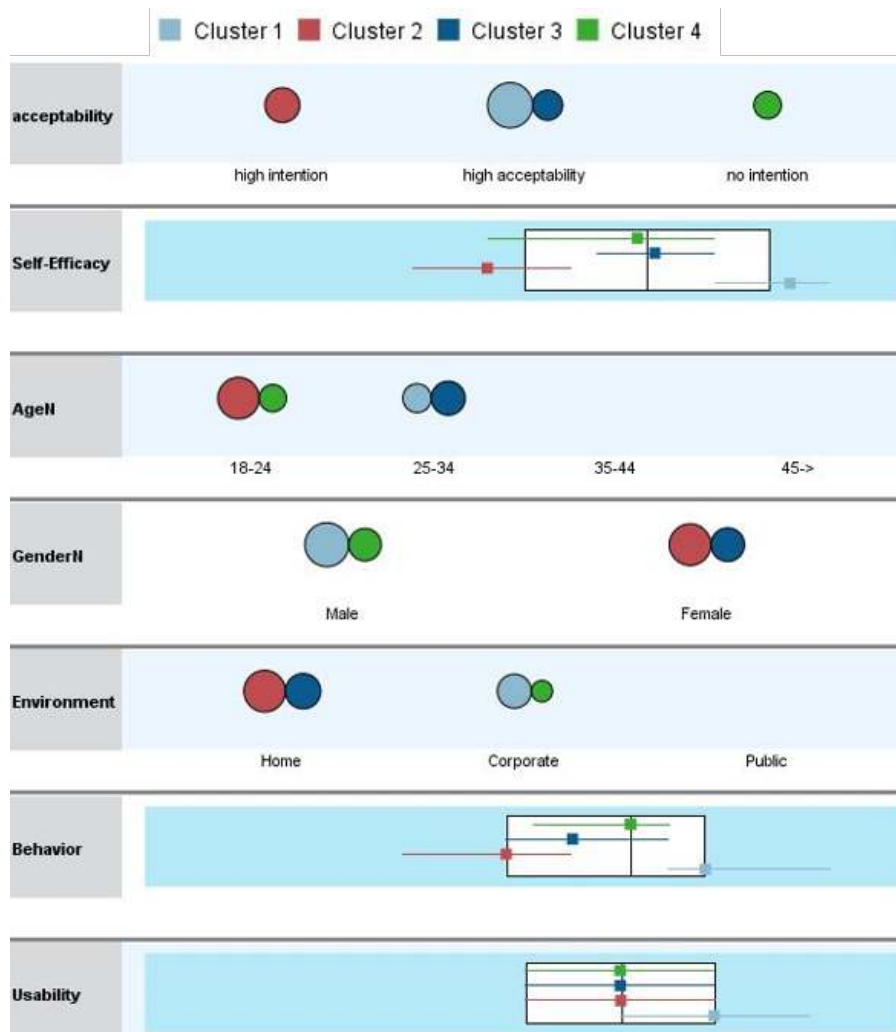 Cluster 1 Cluster 2 Cluster 3 Cluster 4
acceptability
high intention high acceptability no intention
Self-Efficacy
AgeN
18-24 25-34 35-44 45->
GenderN
Male Female
Environment
Home Corporate Public
Behavior
Usability